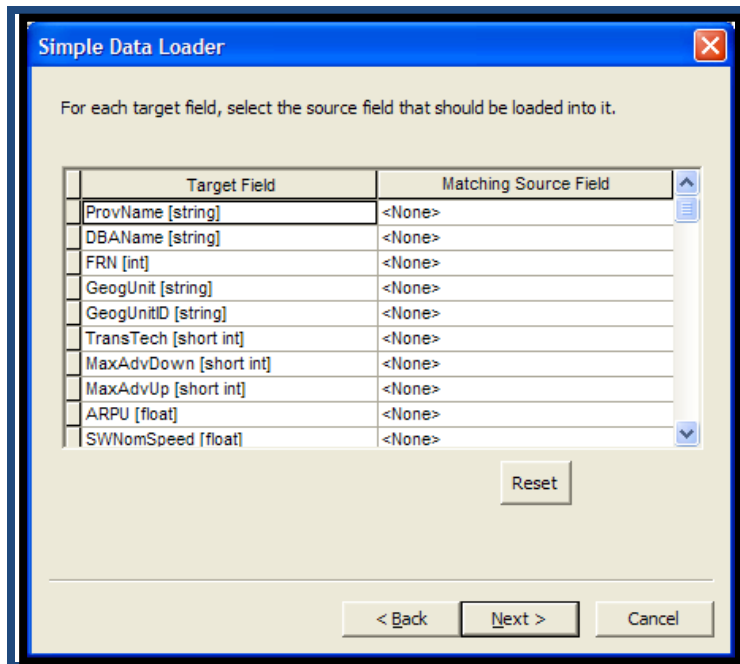 Simple Data Loader
For each target field, select the source field that should be loaded into it.
Target Field Matching Source Field
ProvName [string] <None>
DBAName [string] <None>
FRN [int] <None>
GeogUnit [string] <None>
GeogUnitID [string] <None>
TransTech [short int] <None>
MaxAdvDown [short int] <None>
MaxAdvUp [short int] <None>
ARPU [float] <None>
SWNomSpeed [float] <None>
Reset
< Back Next > Cancel